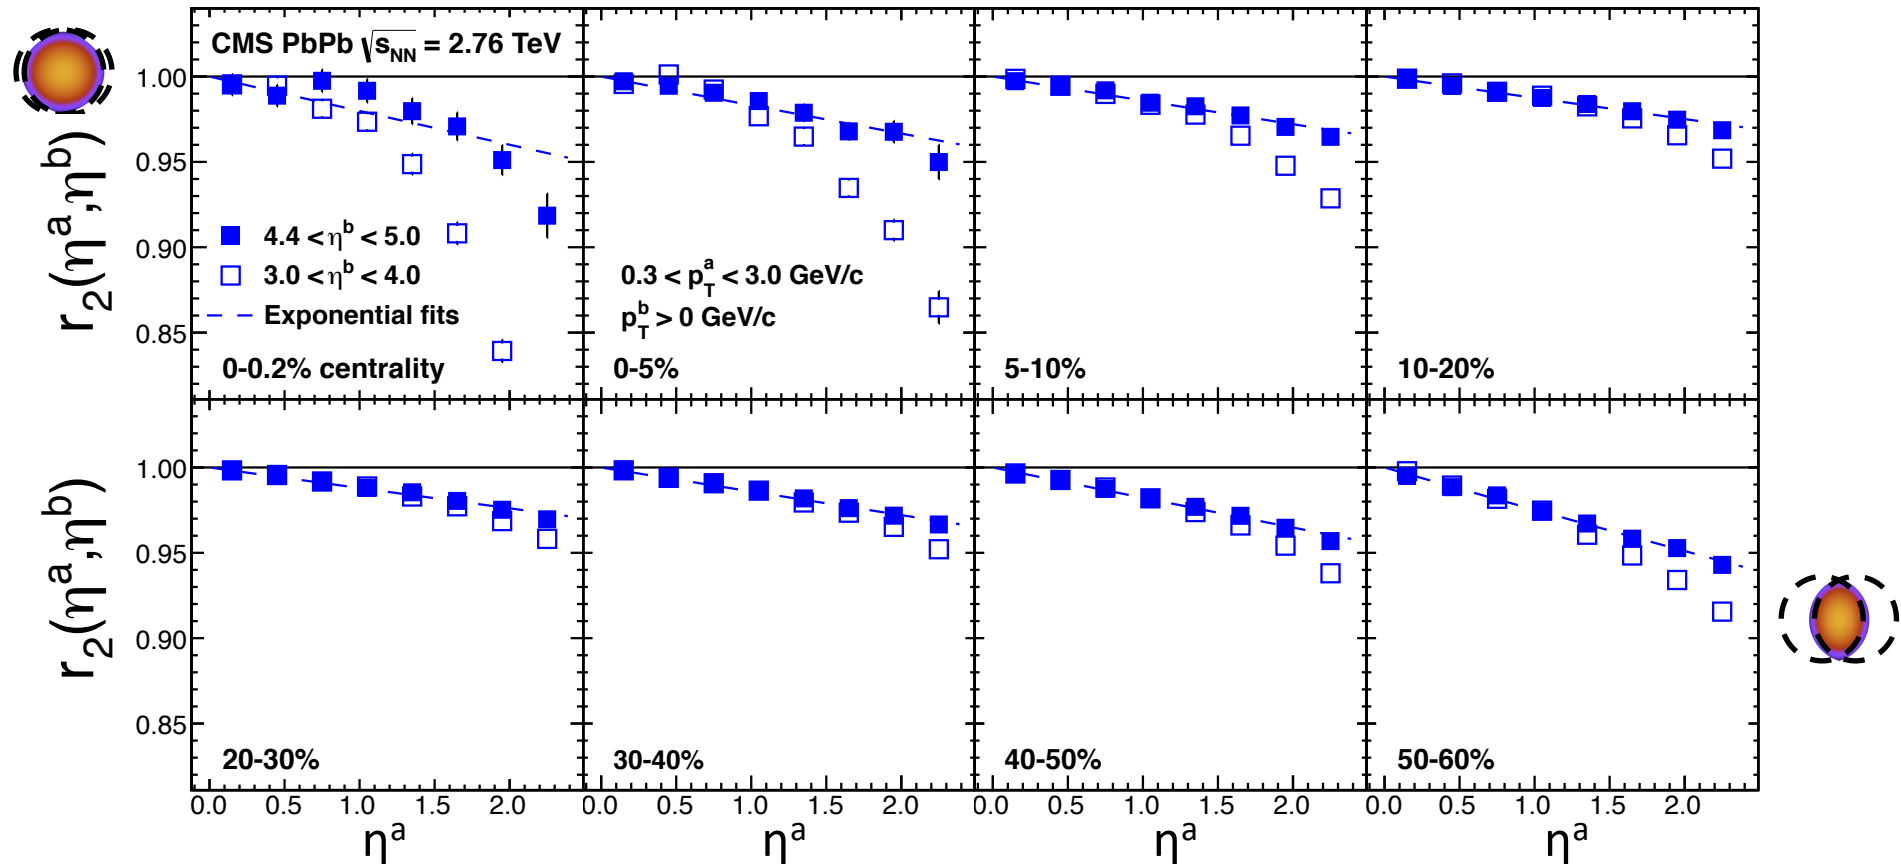 CMS PbPb √s_NN = 2.76 TeV
1.00
0.95
0.90
0.85
r₂(ηᵃ,ηᵇ)
4.4 < ηᵇ < 5.0
3.0 < ηᵇ < 4.0
Exponential fits
0-0.2% centrality
0.3 < p_T^a < 3.0 GeV/c
p_T^b > 0 GeV/c
0-5%
5-10%
10-20%
1.00
0.95
0.90
0.85
r₂(ηᵃ,ηᵇ)
20-30%
30-40%
40-50%
50-60%
0.0 0.5 1.0 1.5 2.0 0.0 0.5 1.0 1.5 2.0 0.0 0.5 1.0 1.5 2.0 0.0 0.5 1.0 1.5 2.0
ηᵃ ηᵃ ηᵃ ηᵃ